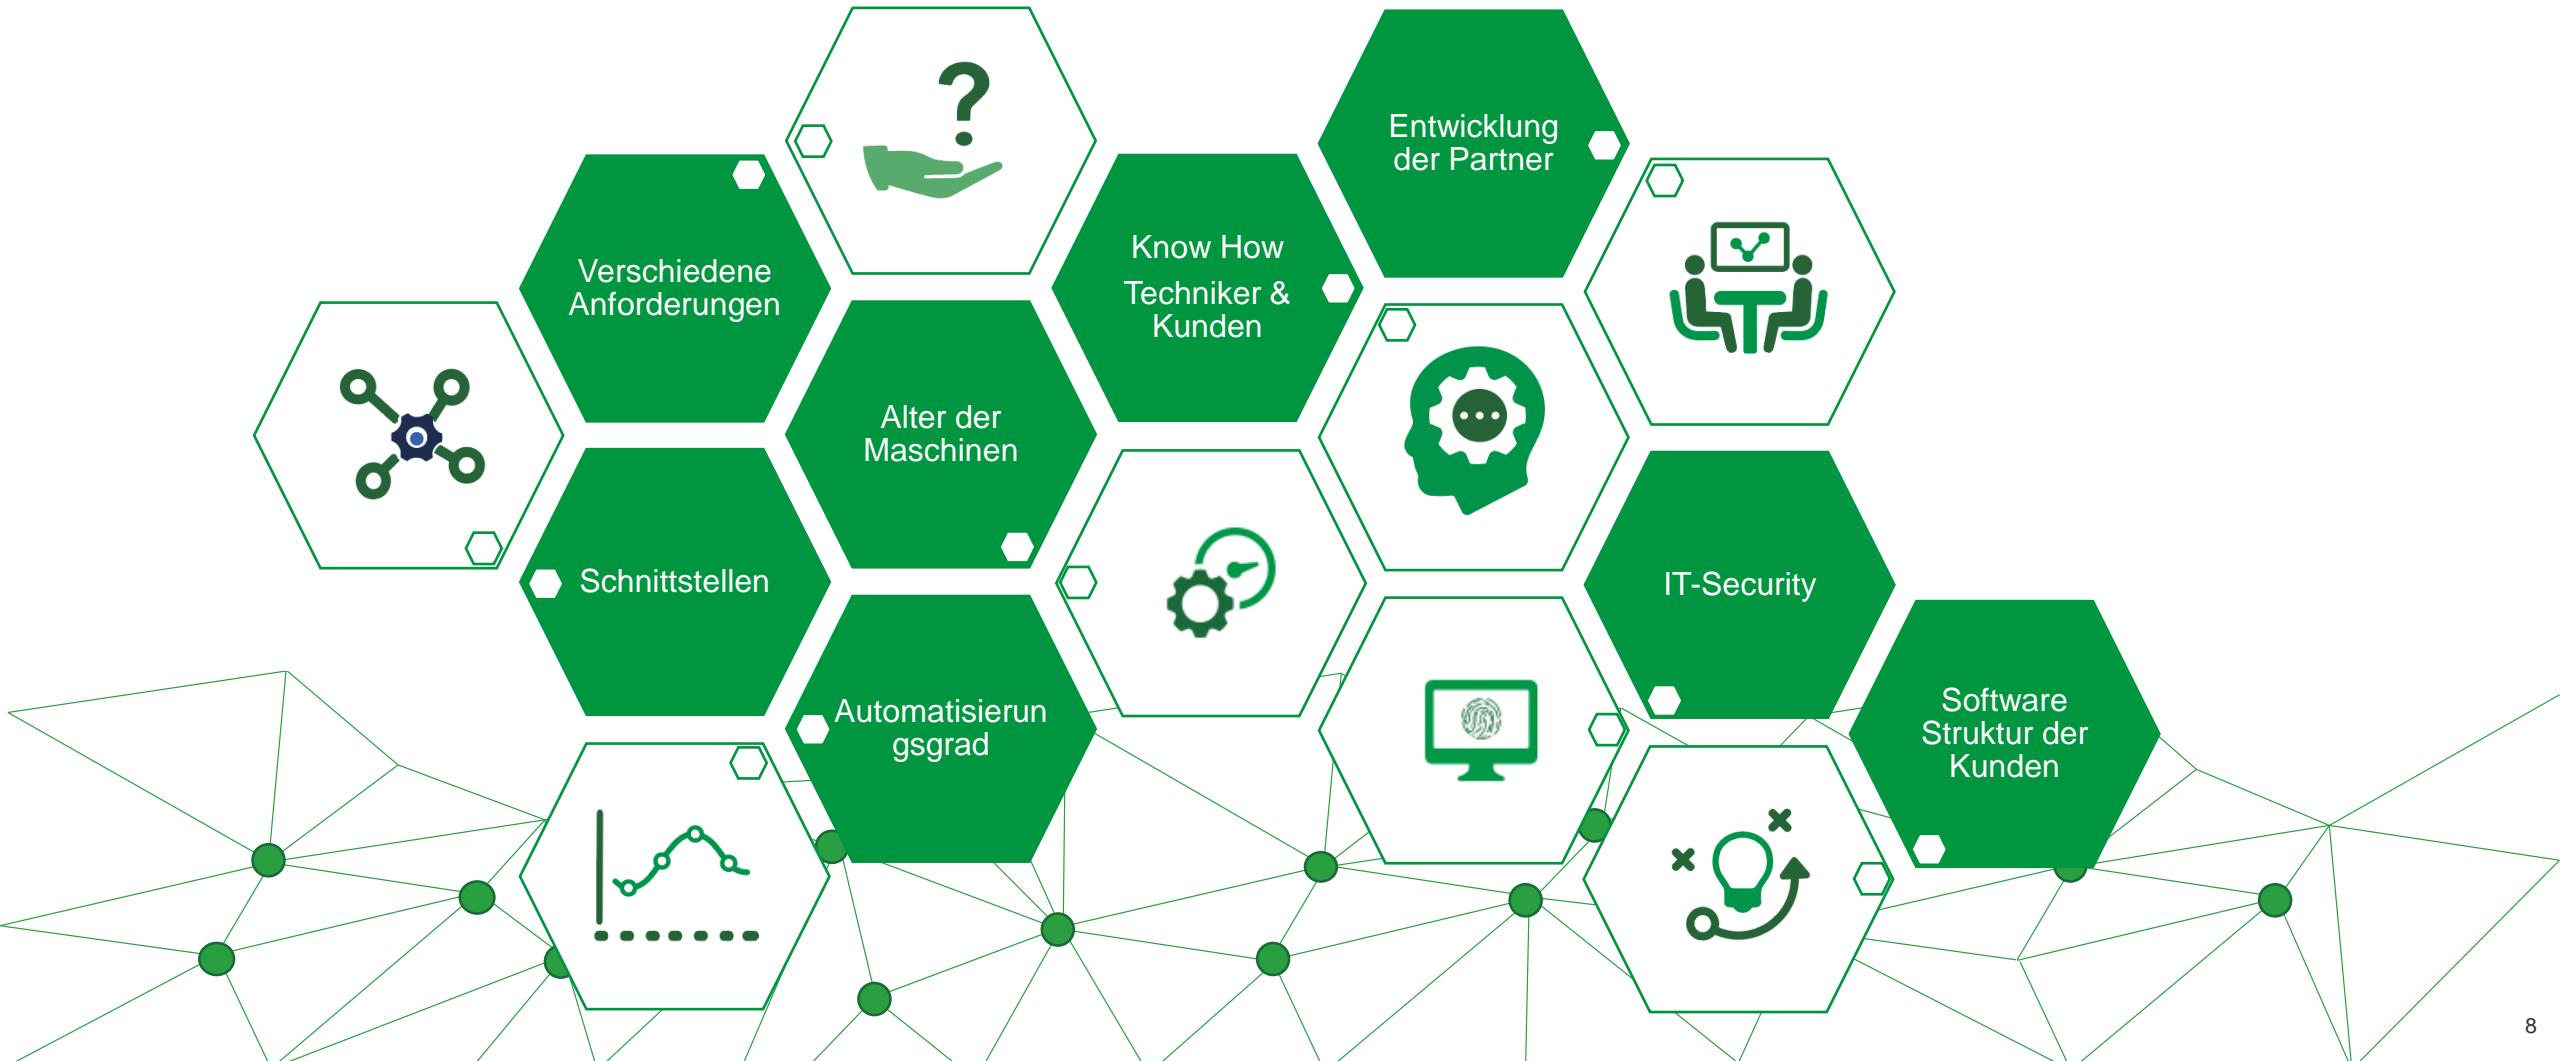 Entwicklung
der Partner
Know How
Techniker &
Kunden
Verschiedene
Anforderungen
Alter der
Maschinen
Schnittstellen
IT-Security
Automatisierun
gsgrad
Software
Struktur der
Kunden
8